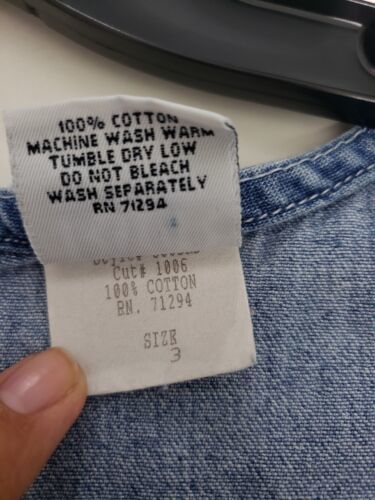 100% COTTON
MACHINE WASH WARM
TUMBLE DRY LOW
DO NOT BLEACH
WASH SEPARATELY
RN 71294
Cut# 1006
100% COTTON
RN. 71294
SIZE
3